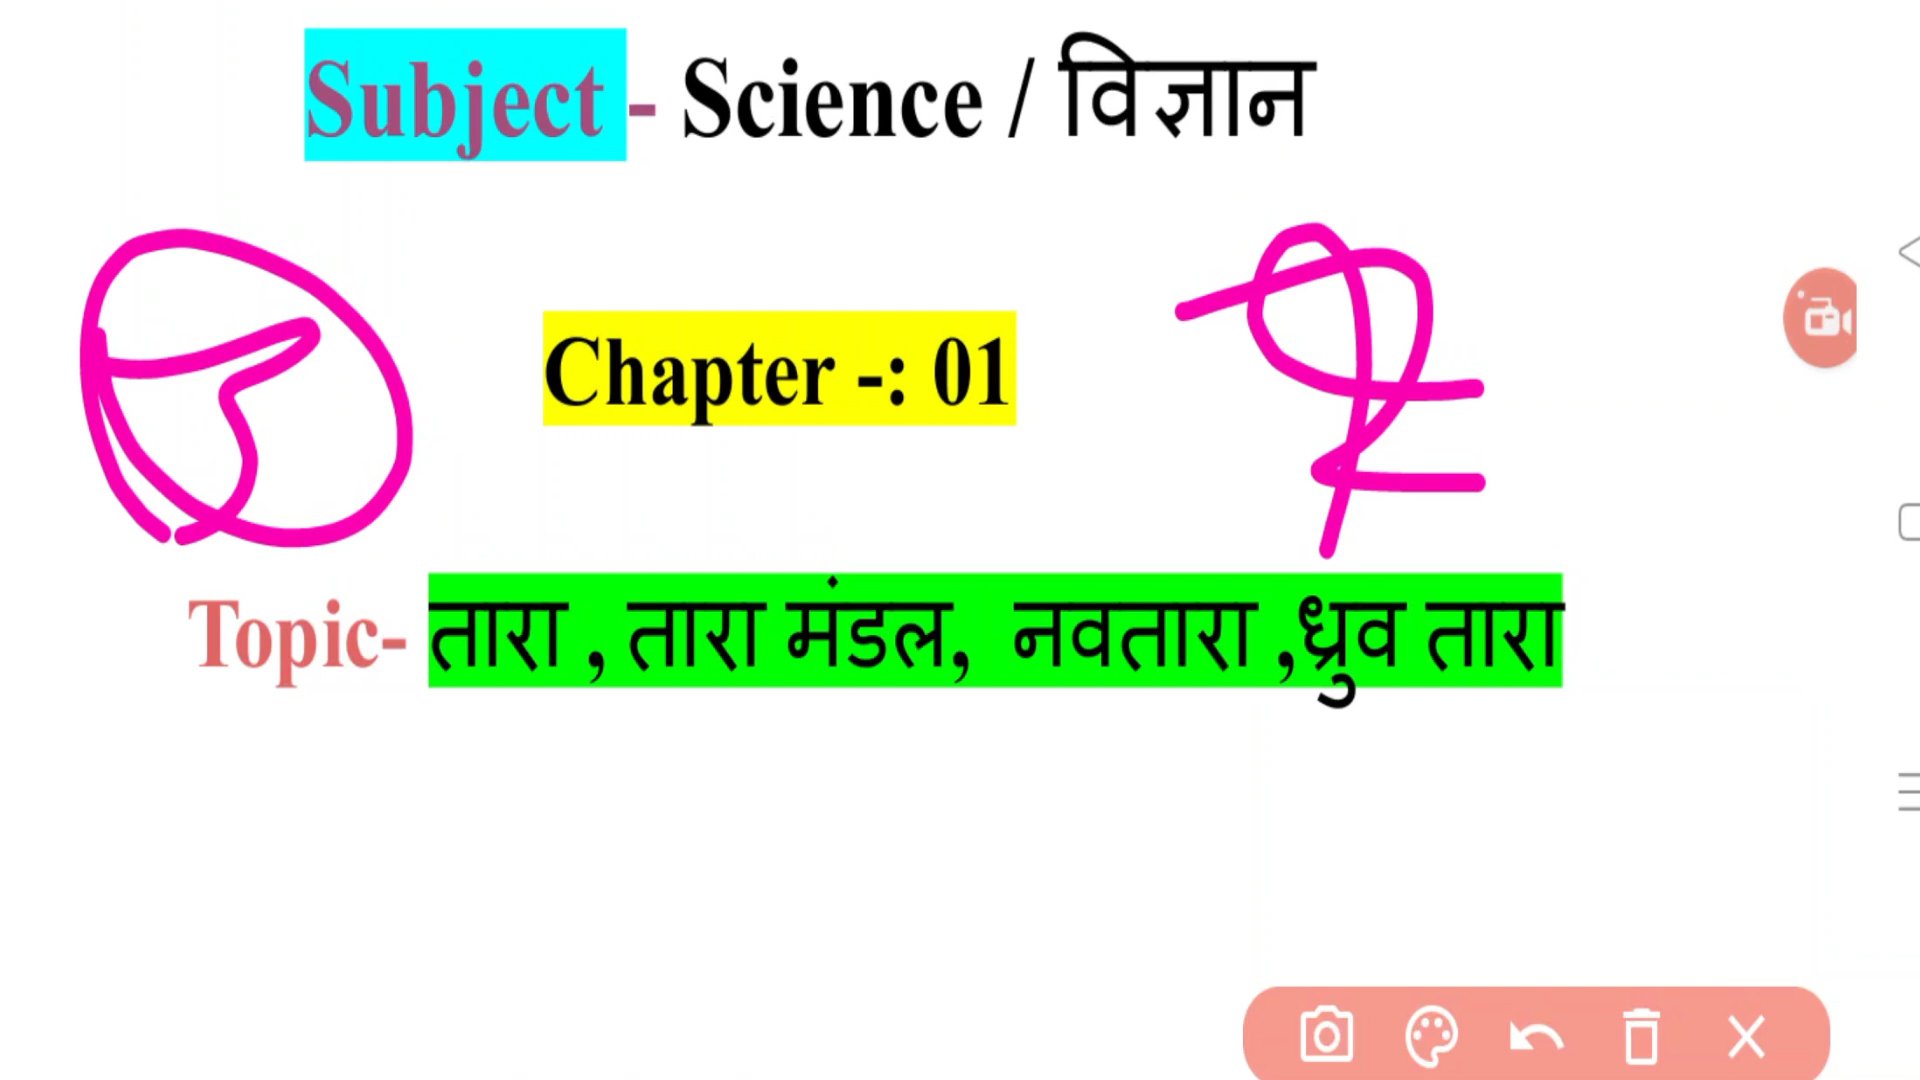 Subject - Science / विज्ञान
Chapter -: 01
Topic- तारा , तारा मंडल, नवतारा ,ध्रुव तारा